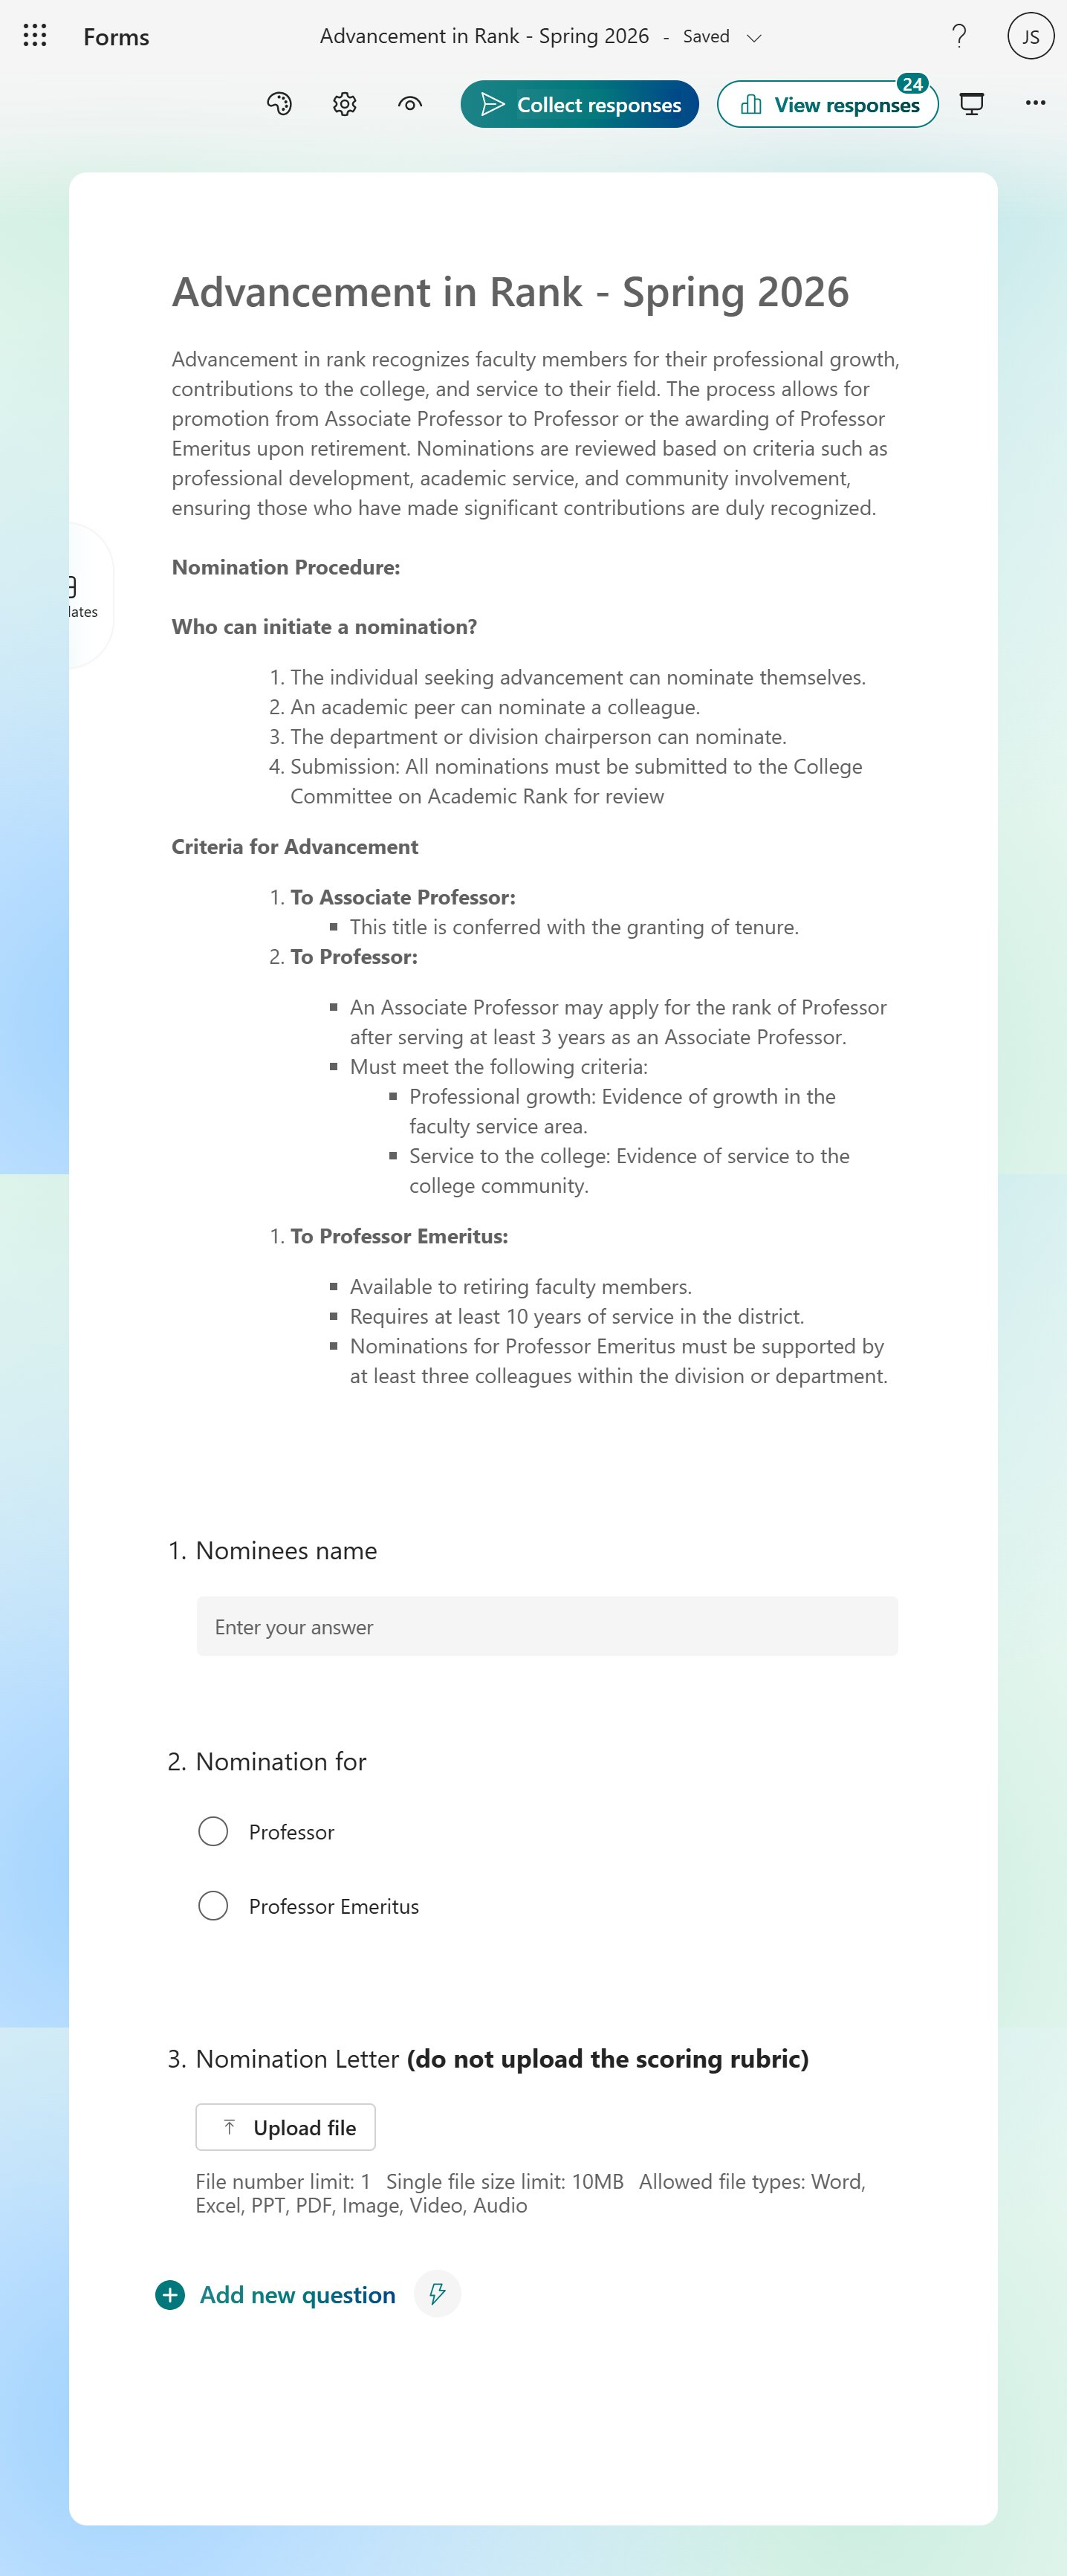 Forms
Advancement in Rank - Spring 2026 - Saved
?
JS
Collect responses
View responses
24
Advancement in Rank - Spring 2026
Advancement in rank recognizes faculty members for their professional growth,
contributions to the college, and service to their field. The process allows for
promotion from Associate Professor to Professor or the awarding of Professor
Emeritus upon retirement. Nominations are reviewed based on criteria such as
professional development, academic service, and community involvement,
ensuring those who have made significant contributions are duly recognized.
Nomination Procedure:
lates
Who can initiate a nomination?
1. The individual seeking advancement can nominate themselves.
2. An academic peer can nominate a colleague.
3. The department or division chairperson can nominate.
4. Submission: All nominations must be submitted to the College
Committee on Academic Rank for review
Criteria for Advancement
1. To Associate Professor:
▪ This title is conferred with the granting of tenure.
2. To Professor:
▪ An Associate Professor may apply for the rank of Professor
after serving at least 3 years as an Associate Professor.
▪ Must meet the following criteria:
▪ Professional growth: Evidence of growth in the
faculty service area.
▪ Service to the college: Evidence of service to the
college community.
1. To Professor Emeritus:
▪ Available to retiring faculty members.
▪ Requires at least 10 years of service in the district.
▪ Nominations for Professor Emeritus must be supported by
at least three colleagues within the division or department.
1. Nominees name
Enter your answer
2. Nomination for
Professor
Professor Emeritus
3. Nomination Letter (do not upload the scoring rubric)
Upload file
File number limit: 1 Single file size limit: 10MB Allowed file types: Word,
Excel, PPT, PDF, Image, Video, Audio
Add new question